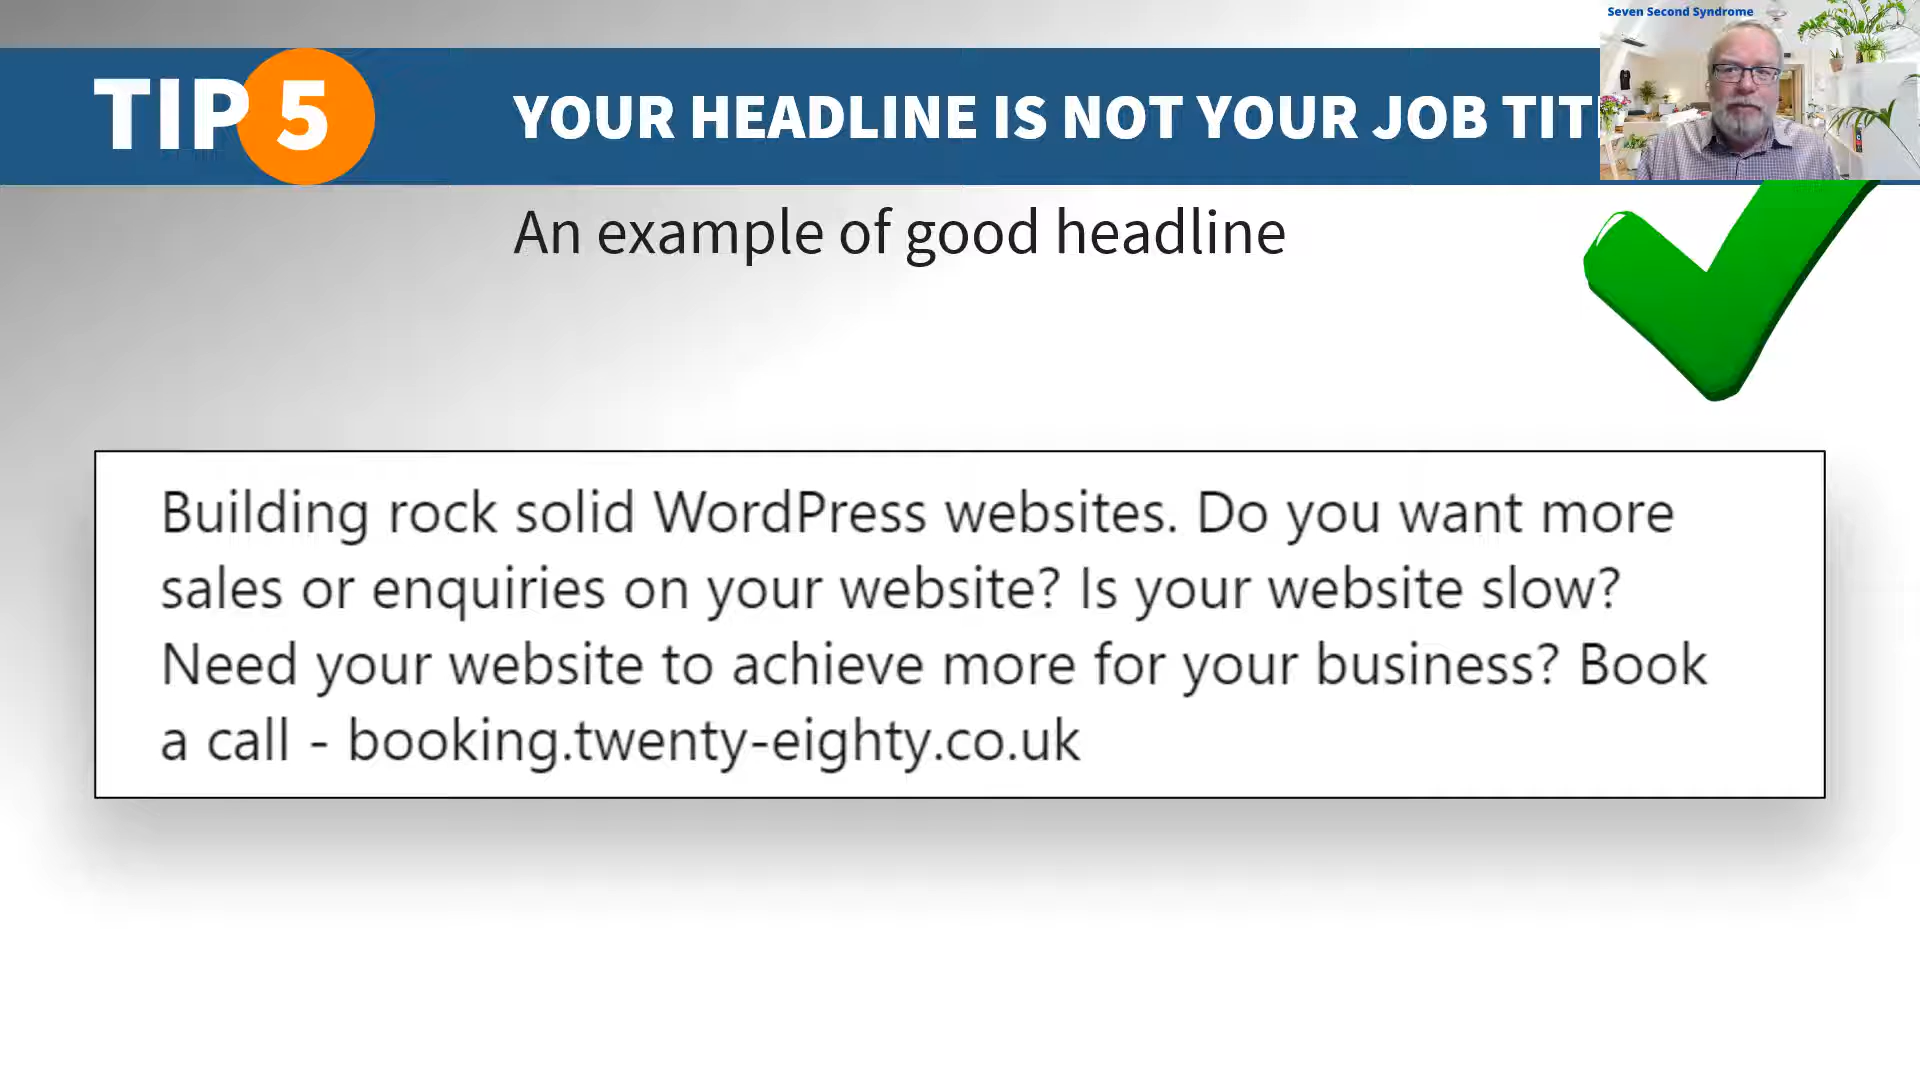 Seven Second Syndrome
TIP 5
YOUR HEADLINE IS NOT YOUR JOB TIT
An example of good headline
Building rock solid WordPress websites. Do you want more
sales or enquiries on your website? Is your website slow?
Need your website to achieve more for your business? Book
a call - booking.twenty-eighty.co.uk